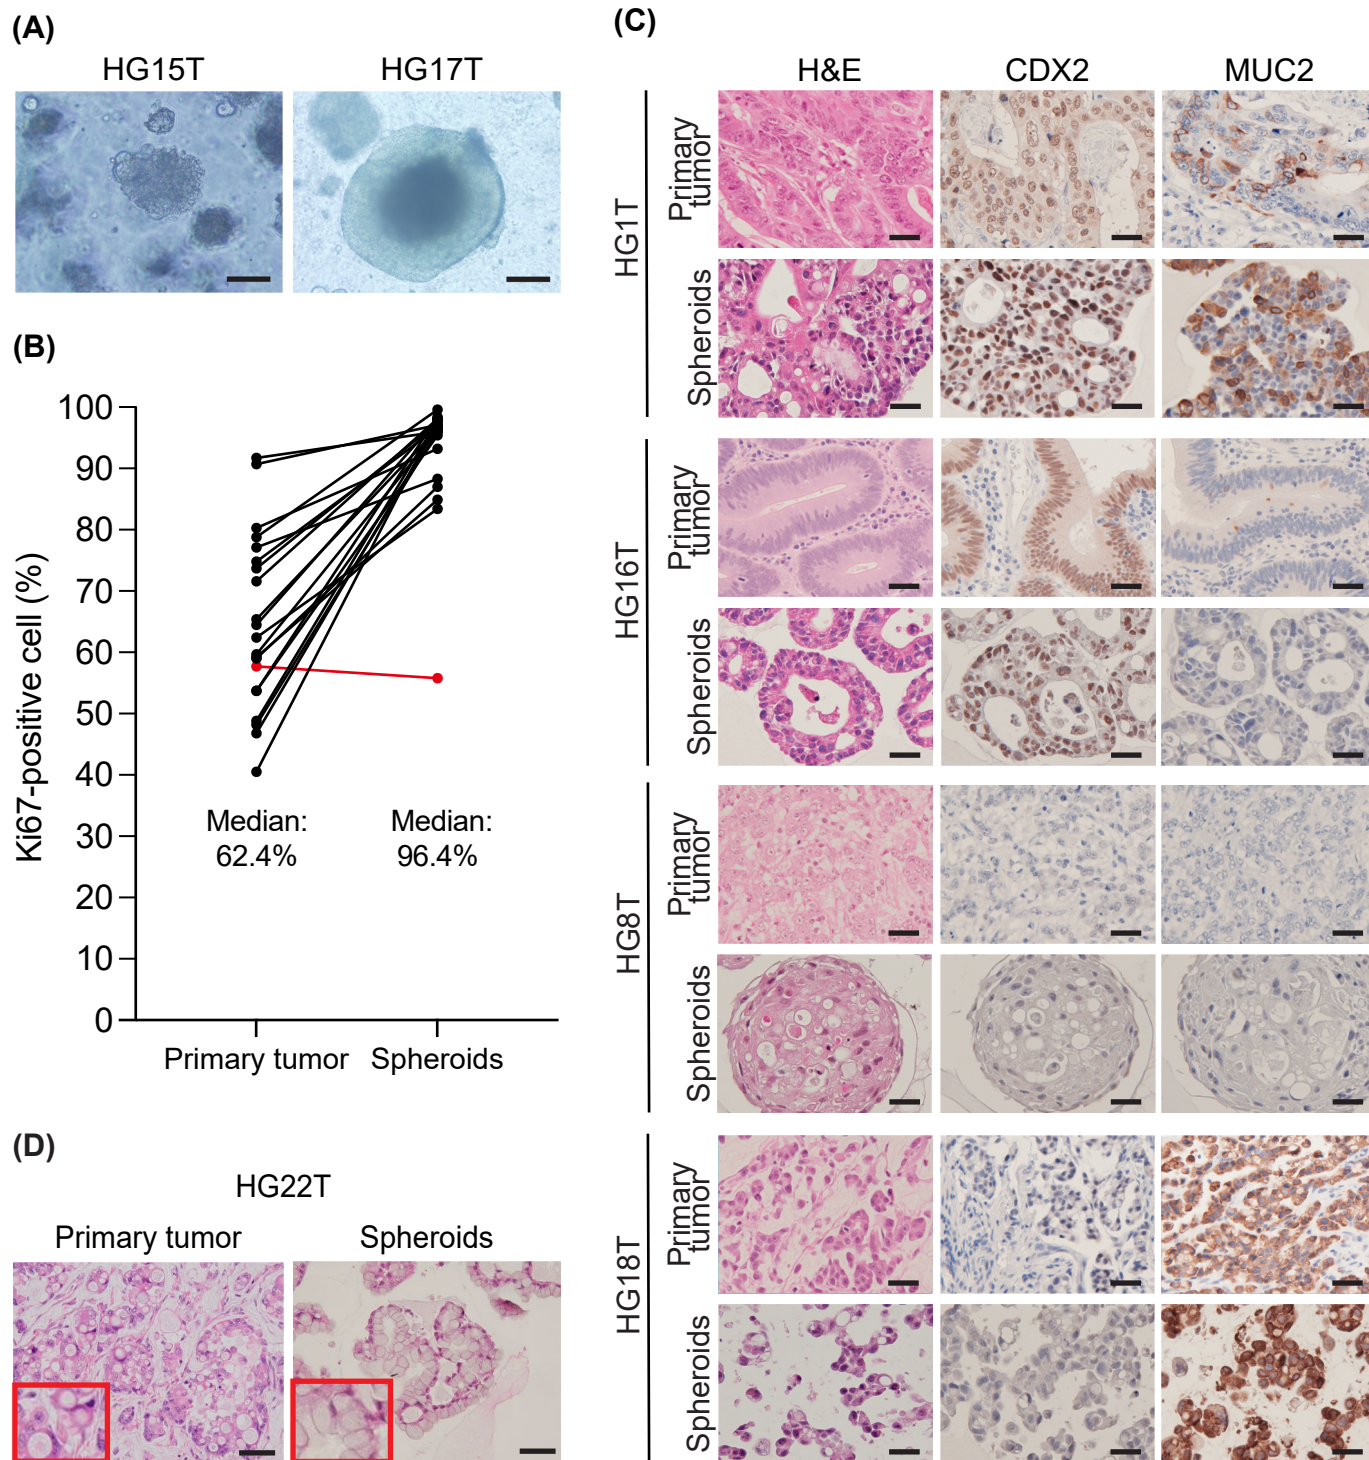 (A)
HG15T HG17T
(B)
Ki67-positive cell (%)
100
90
80
70
60
50
40
30
20
10
0
Median:
62.4%
Median:
96.4%
Primary tumor Spheroids
(C)
H&E CDX2 MUC2
HG1T
Primary
tumor
Spheroids
HG16T
Primary
tumor
Spheroids
HG8T
Primary
tumor
Spheroids
HG18T
Primary
tumor
Spheroids
(D)
HG22T
Primary tumor Spheroids